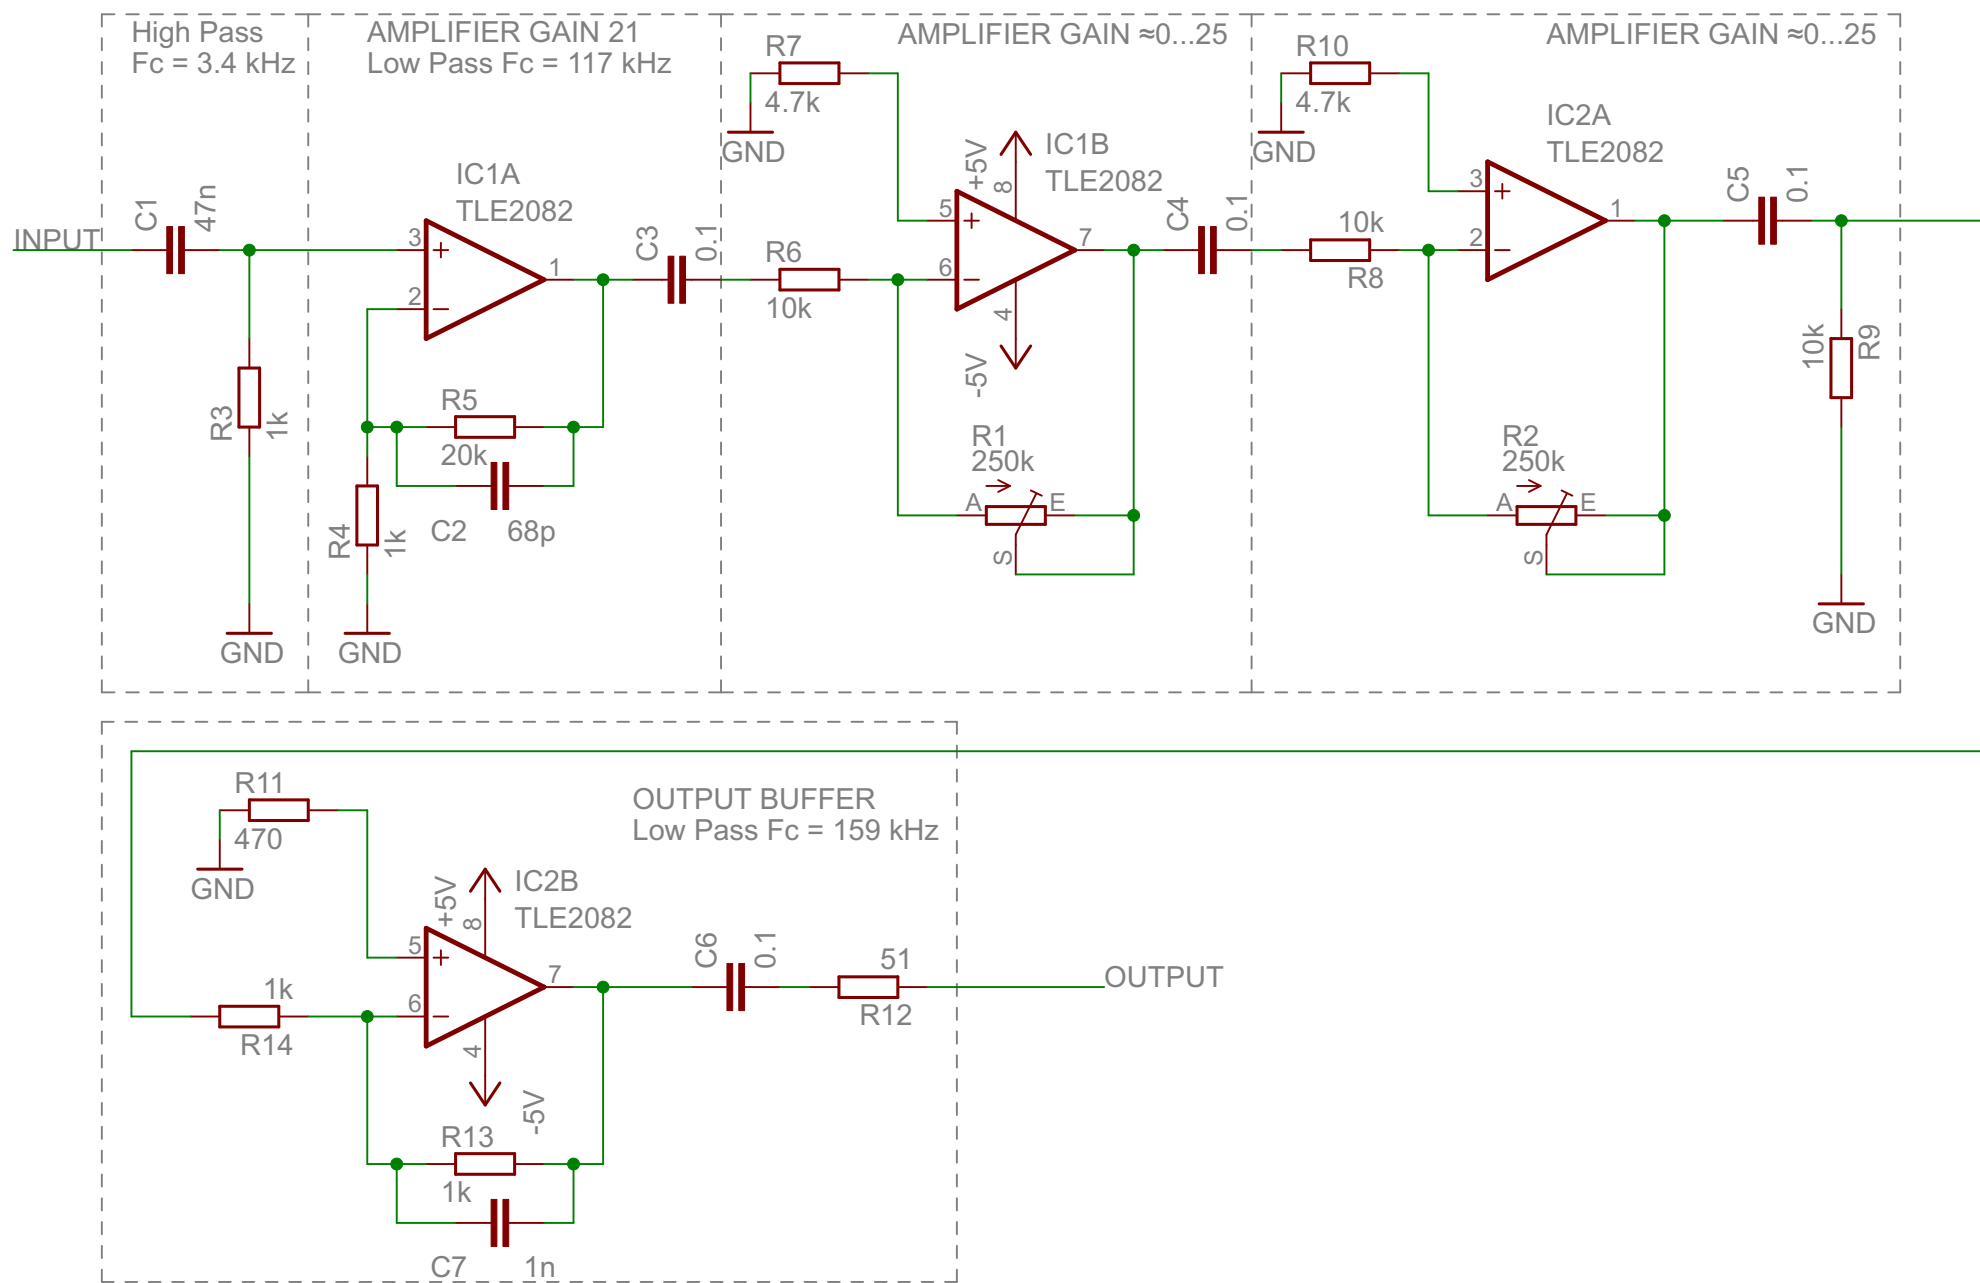 High Pass
Fc = 3.4 kHz
AMPLIFIER GAIN 21
Low Pass Fc = 117 kHz
AMPLIFIER GAIN ≈0...25
AMPLIFIER GAIN ≈0...25
INPUT
C1
47n
R3
1k
GND
IC1A
TLE2082
3
2
1
R5
20k
C2
68p
R4
1k
GND
C3
0.1
R7
4.7k
GND
R6
10k
IC1B
TLE2082
+5V
8
5
6
7
4
-5V
R1
250k
A
E
S
C4
0.1
R10
4.7k
GND
10k
R8
IC2A
TLE2082
3
2
1
R2
250k
A
E
S
C5
0.1
10k
R9
GND
OUTPUT BUFFER
Low Pass Fc = 159 kHz
R11
470
GND
1k
R14
IC2B
TLE2082
+5V
8
5
6
7
4
-5V
R13
1k
C7
1n
C6
0.1
51
R12
OUTPUT